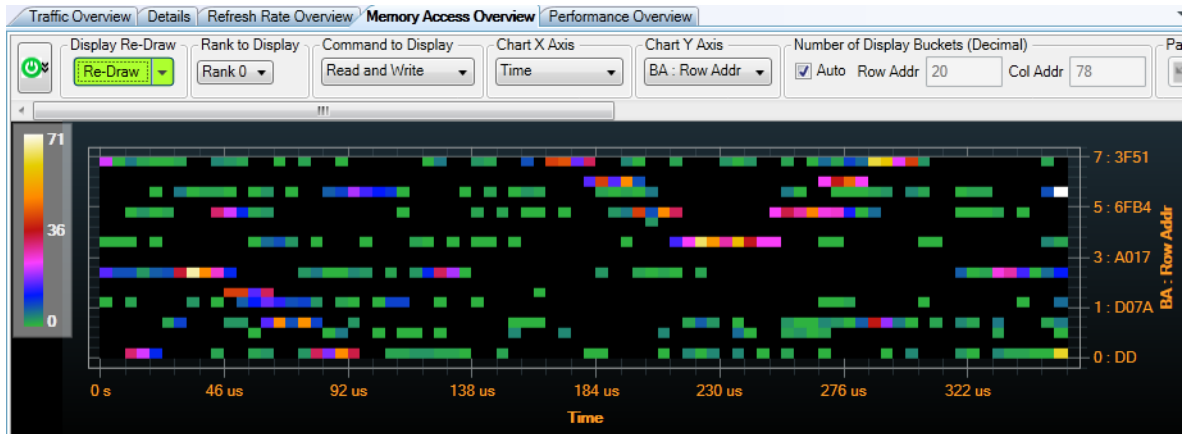 Traffic Overview Details Refresh Rate Overview Memory Access Overview Performance Overview
Display Re-Draw Rank to Display Command to Display Chart X Axis Chart Y Axis Number of Display Buckets (Decimal) Pa
Re-Draw Rank 0 Read and Write Time BA : Row Addr Auto Row Addr 20 Col Addr 78
71
7 : 3F51
5 : 6FB4
36
3 : A017
1 : D07A
0
0 : DD
BA : Row Addr
0 s 46 us 92 us 138 us 184 us 230 us 276 us 322 us
Time